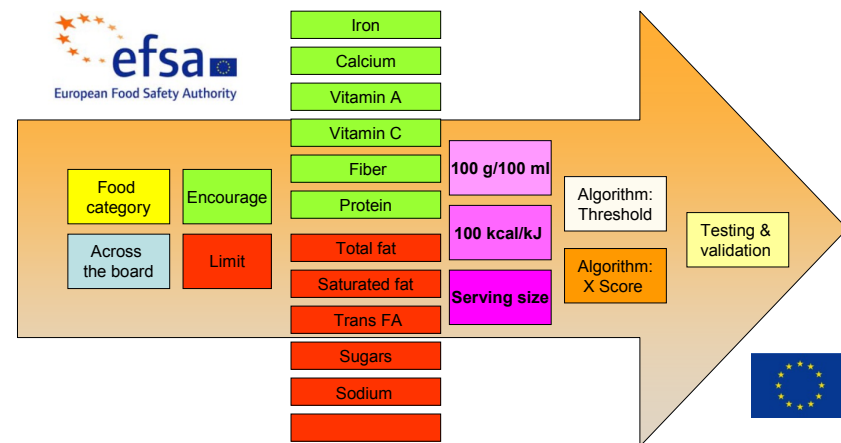 efsa
European Food Safety Authority
Food
category
Across
the board
Encourage
Limit
Iron
Calcium
Vitamin A
Vitamin C
Fiber
Protein
Total fat
Saturated fat
Trans FA
Sugars
Sodium
100 g/100 ml
100 kcal/kJ
Serving size
Algorithm:
Threshold
Algorithm:
X Score
Testing &
validation